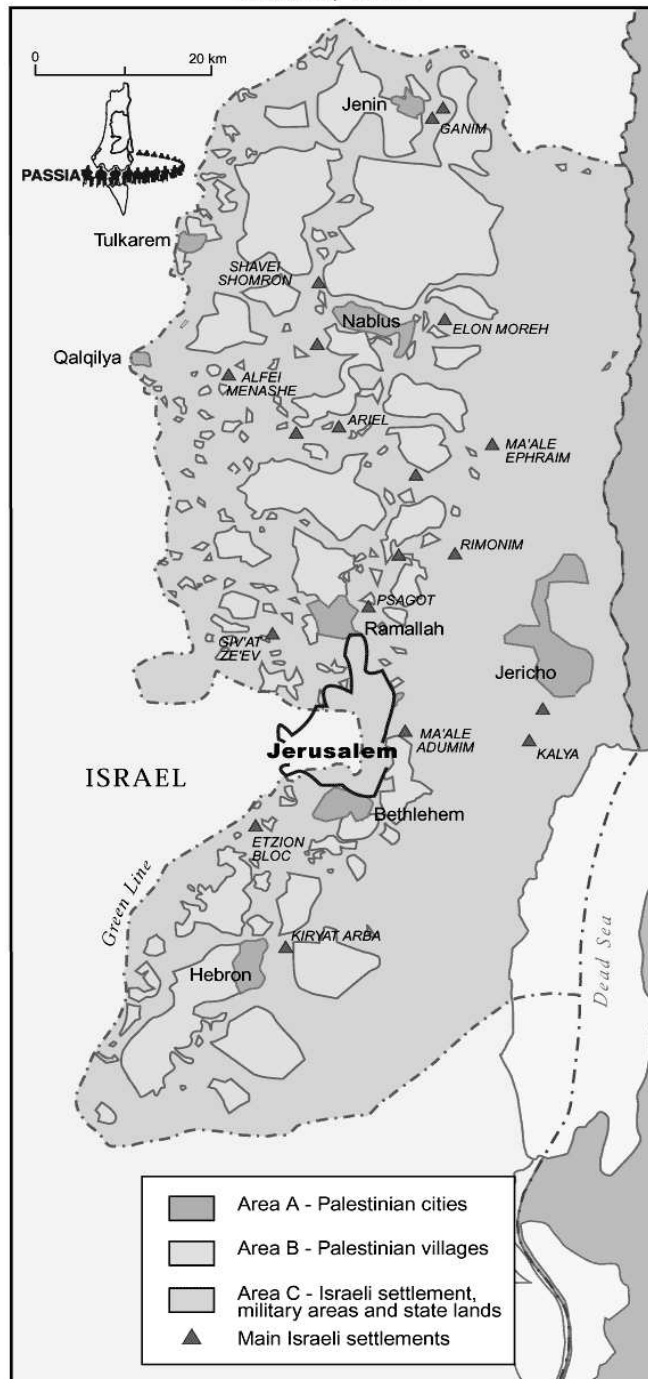 0 20 km
PASSIA
Jenin
GANIM
Tulkarem
SHAVEI
SHOMRON
Nablus
ELON MOREH
Qalqilya
ALFEI
MENASHE
ARIEL
MA'ALE
EPHRAIM
RIMONIM
PSAGOT
Ramallah
GIV'AT
ZE'EV
Jericho
MA'ALE
ADUMIM
KALYA
Jerusalem
ISRAEL
Bethlehem
ETZION
BLOC
Green Line
KIRYAT ARBA
Hebron
Dead Sea
Area A - Palestinian cities
Area B - Palestinian villages
Area C - Israeli settlement,
military areas and state lands
Main Israeli settlements